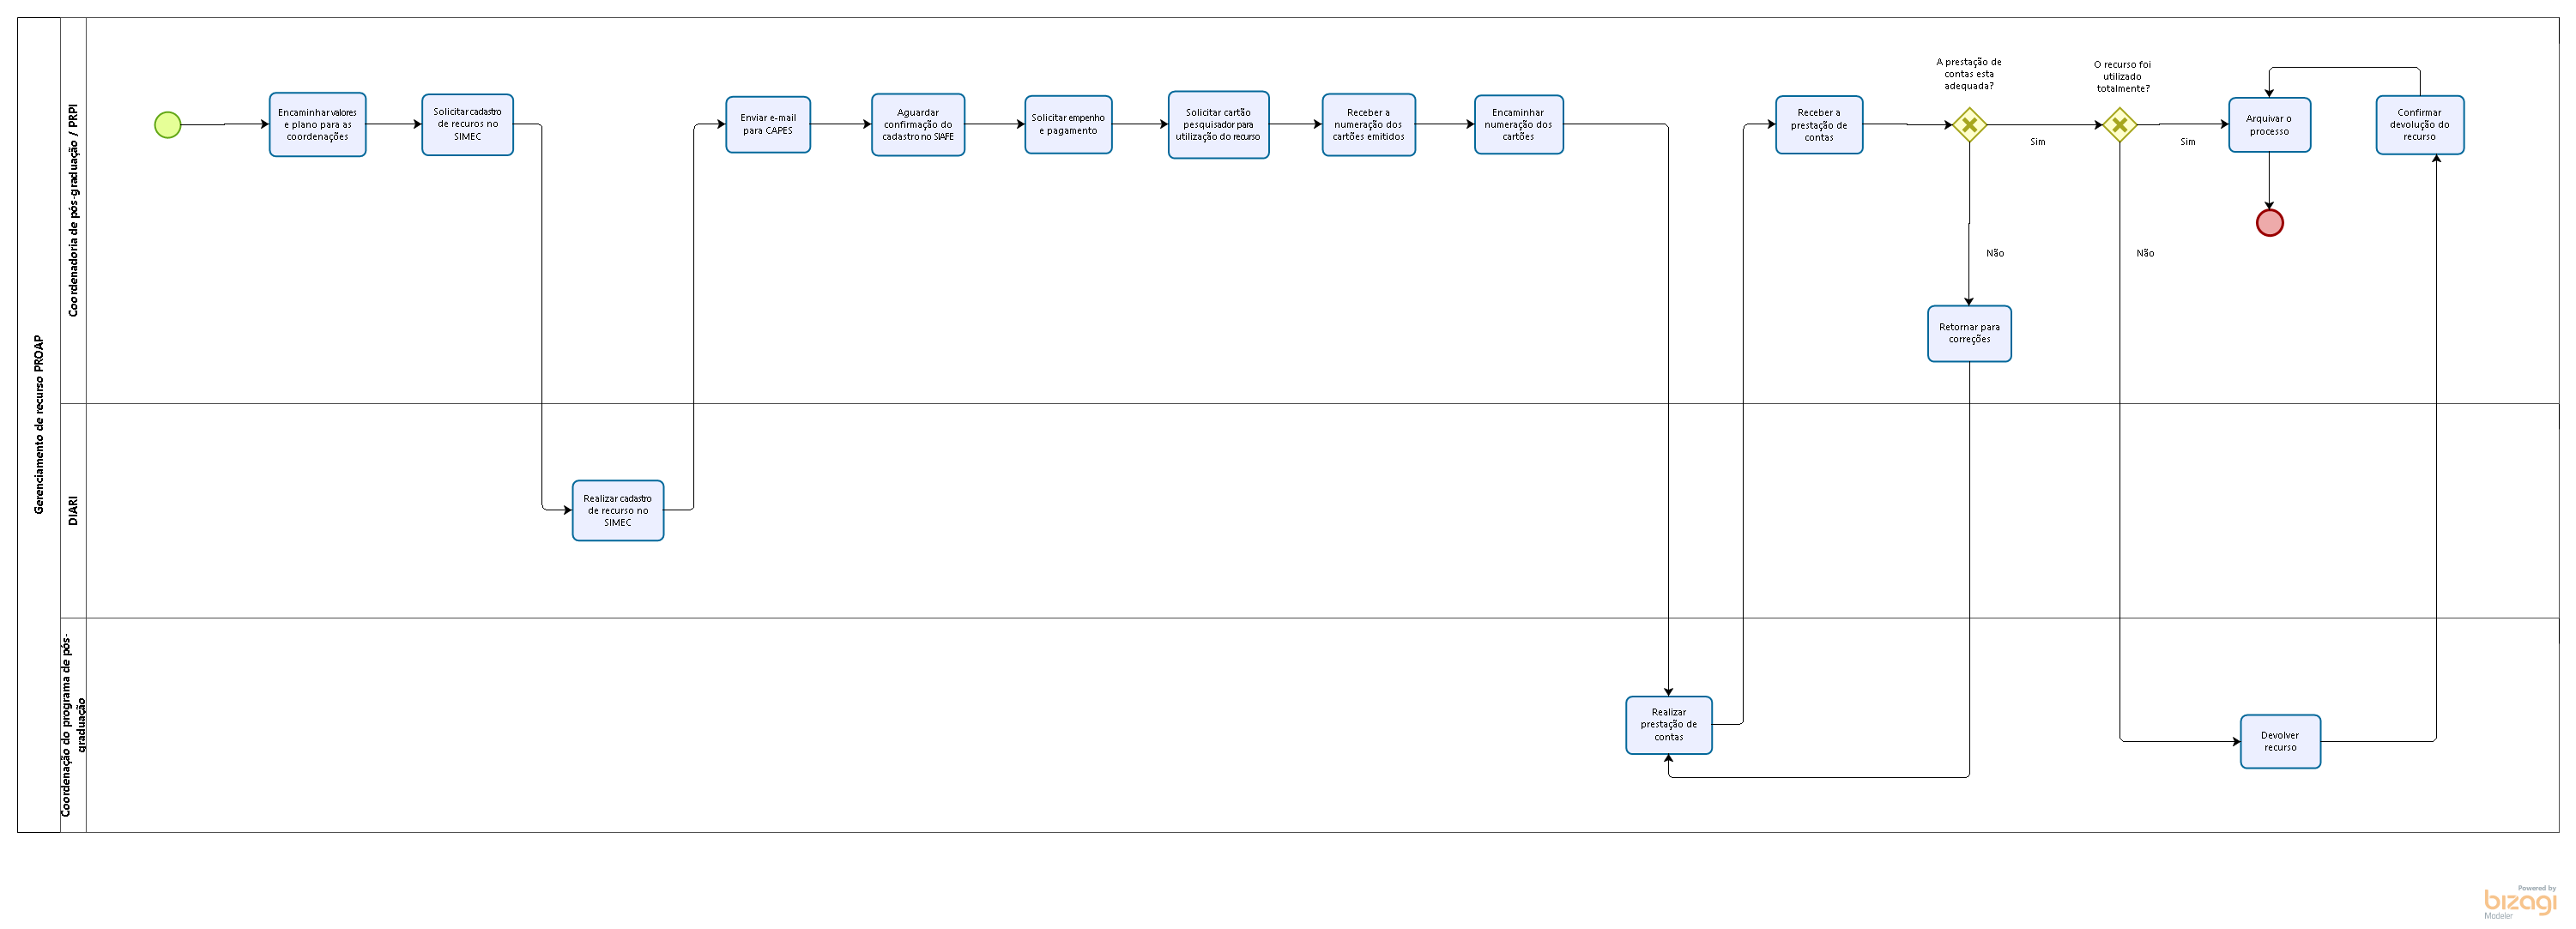 Gerenciamento de recurso PROAP
Coordenadoria de pós-graduação / PRPI
Encaminhar valores
e plano para as
coordenações
Solicitar cadastro
de recuros no
SIMEC
Enviar e-mail
para CAPES
Aguardar
confirmação do
cadastro no SIAFE
Solicitar empenho
e pagamento
Solicitar cartão
pesquisador para
utilização do recurso
Receber a
numeração dos
cartões emitidos
Encaminhar
numeração dos
cartões
Receber a
prestação de
contas
A prestação de
contas esta
adequada?
Sim
Não
Retornar para
correções
O recurso foi
utilizado
totalmente?
Sim
Não
Arquivar o
processo
Confirmar
devolução do
recurso
DIARI
Realizar cadastro
de recurso no
SIMEC
Coordenação do programa de pós-
graduação
Realizar
prestação de
contas
Devolver
recurso
Powered by
bizagi
Modeler